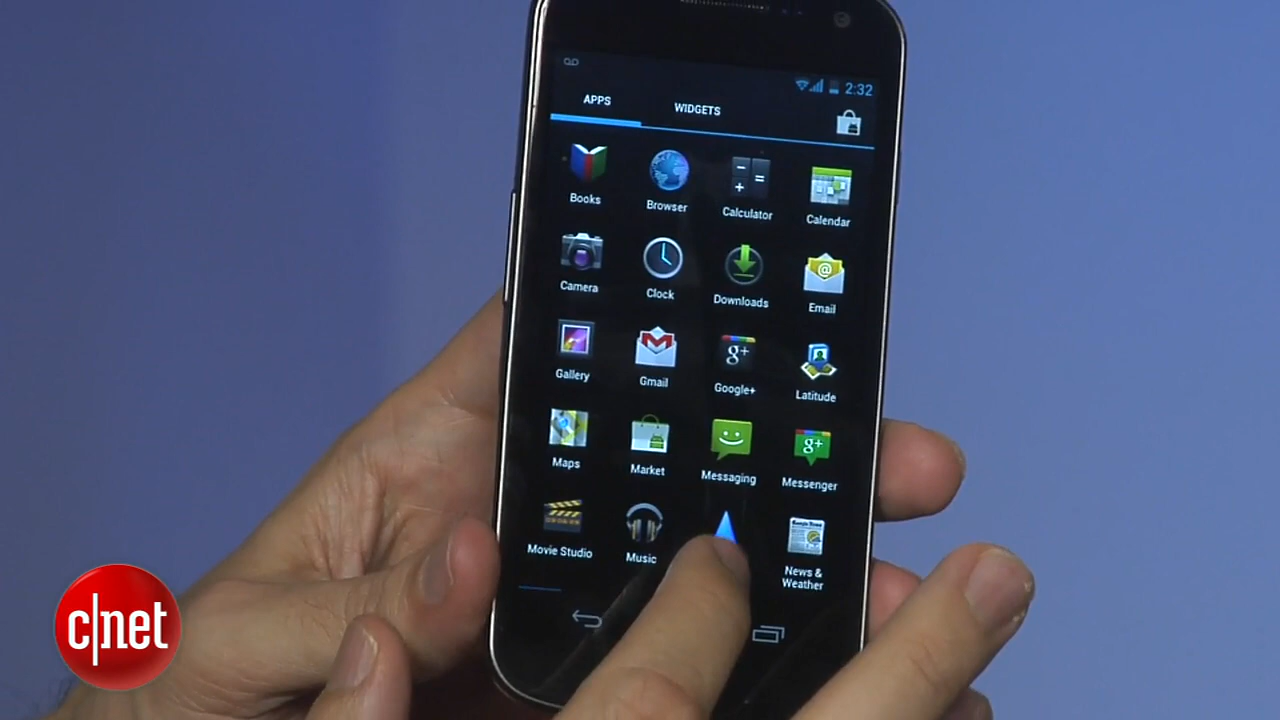 2:32
APPS
WIDGETS
Books
Browser
Calculator
Calendar
Camera
Clock
Downloads
Email
Gallery
Gmail
g+
Google+
Latitude
Maps
Market
Messaging
g+
Messenger
Movie Studio
Music
News &
Weather
c|net